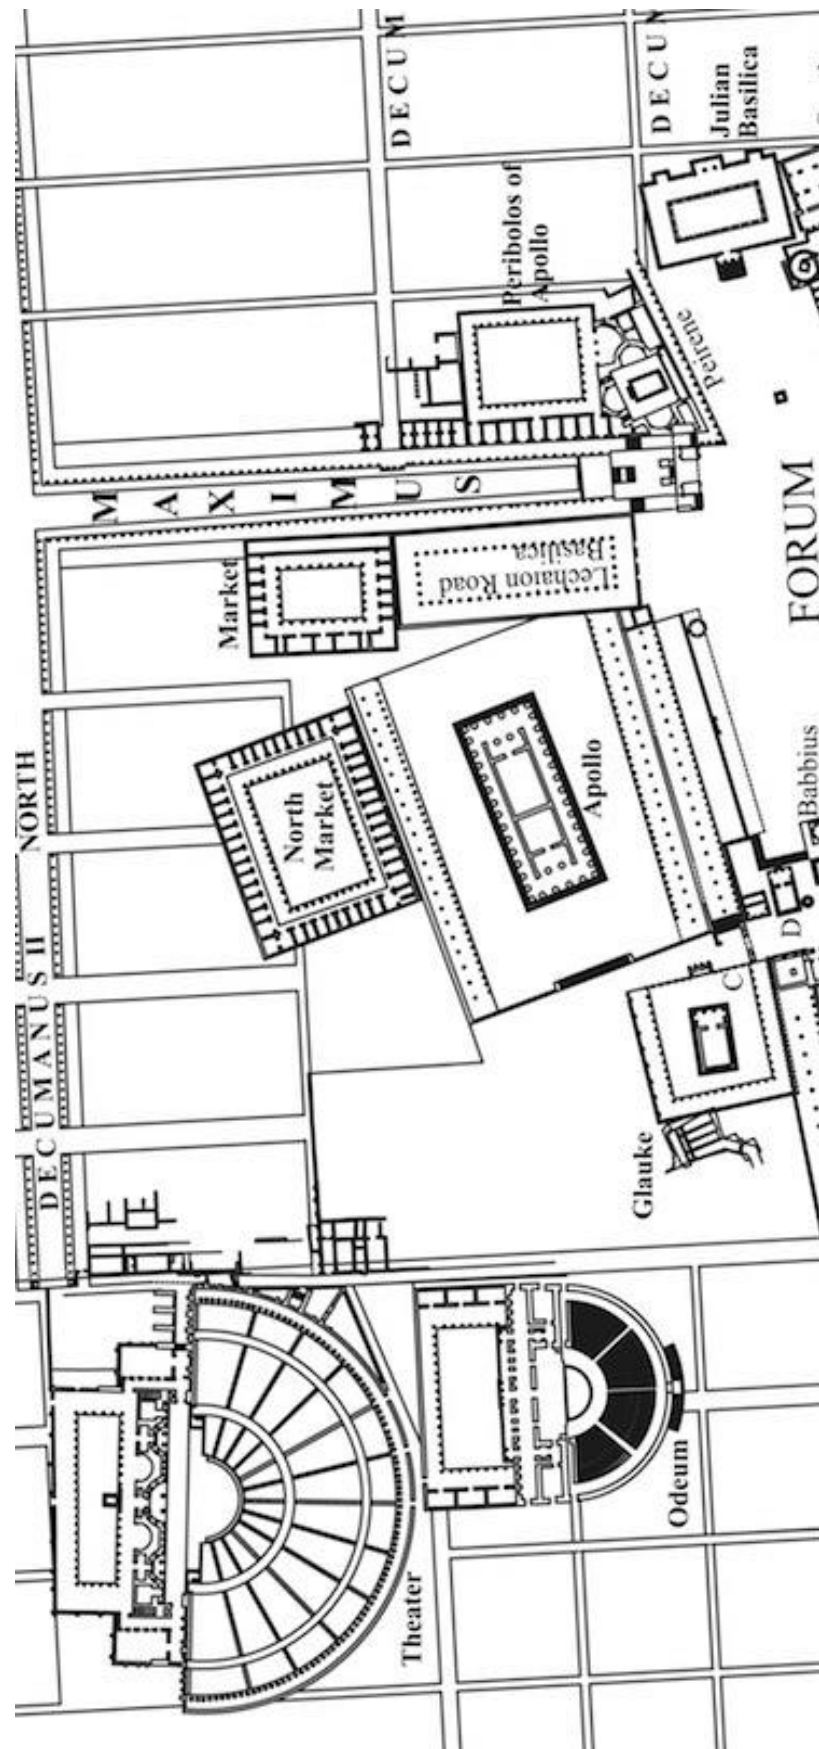 DECUM
DECUM
Julian
Basilica
Peribolos of
Apollo
Peirene
MAXIMUS
FORUM
Lechaion Road
Basilica
Market
North
Market
Apollo
Babbius
DECUMANUS II NORTH
D
C
Glauke
Odeum
Theater